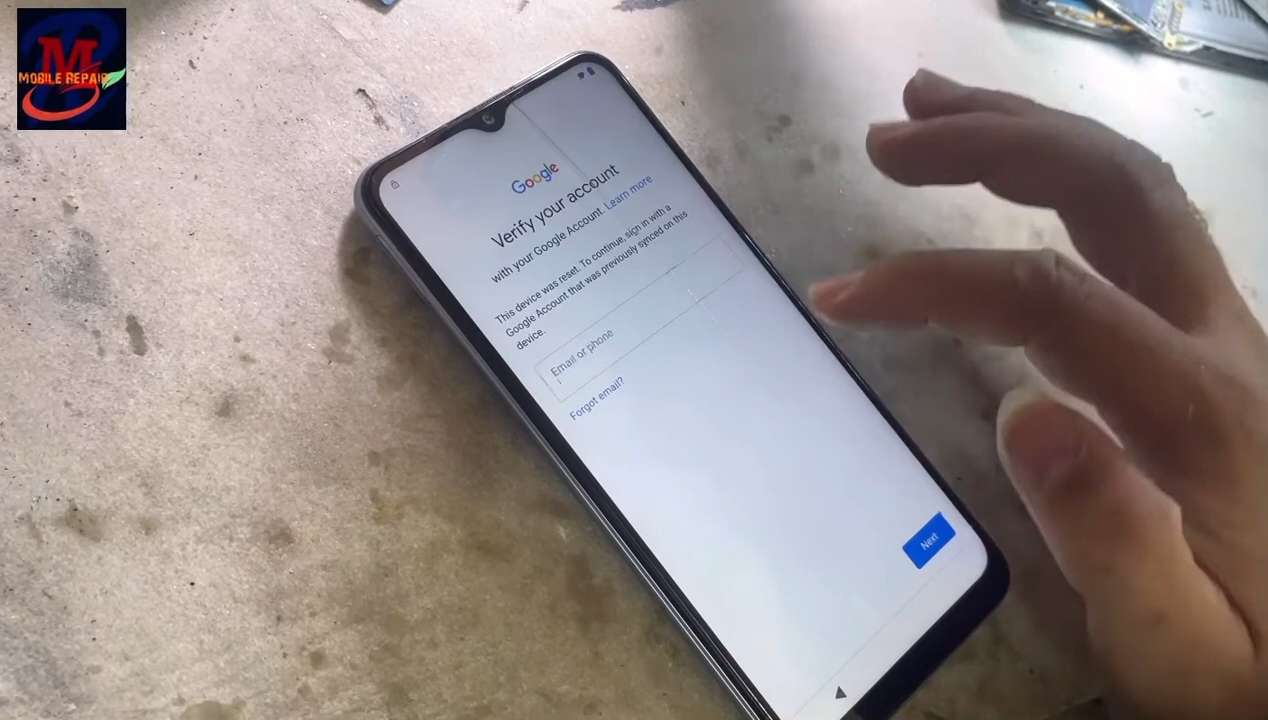 M
MOBILE REPAIR
Google
Verify your account
with your Google Account. Learn more
This device was reset. To continue, sign in with a
Google Account that was previously synced on this
device.
Email or phone
Forgot email?
Next